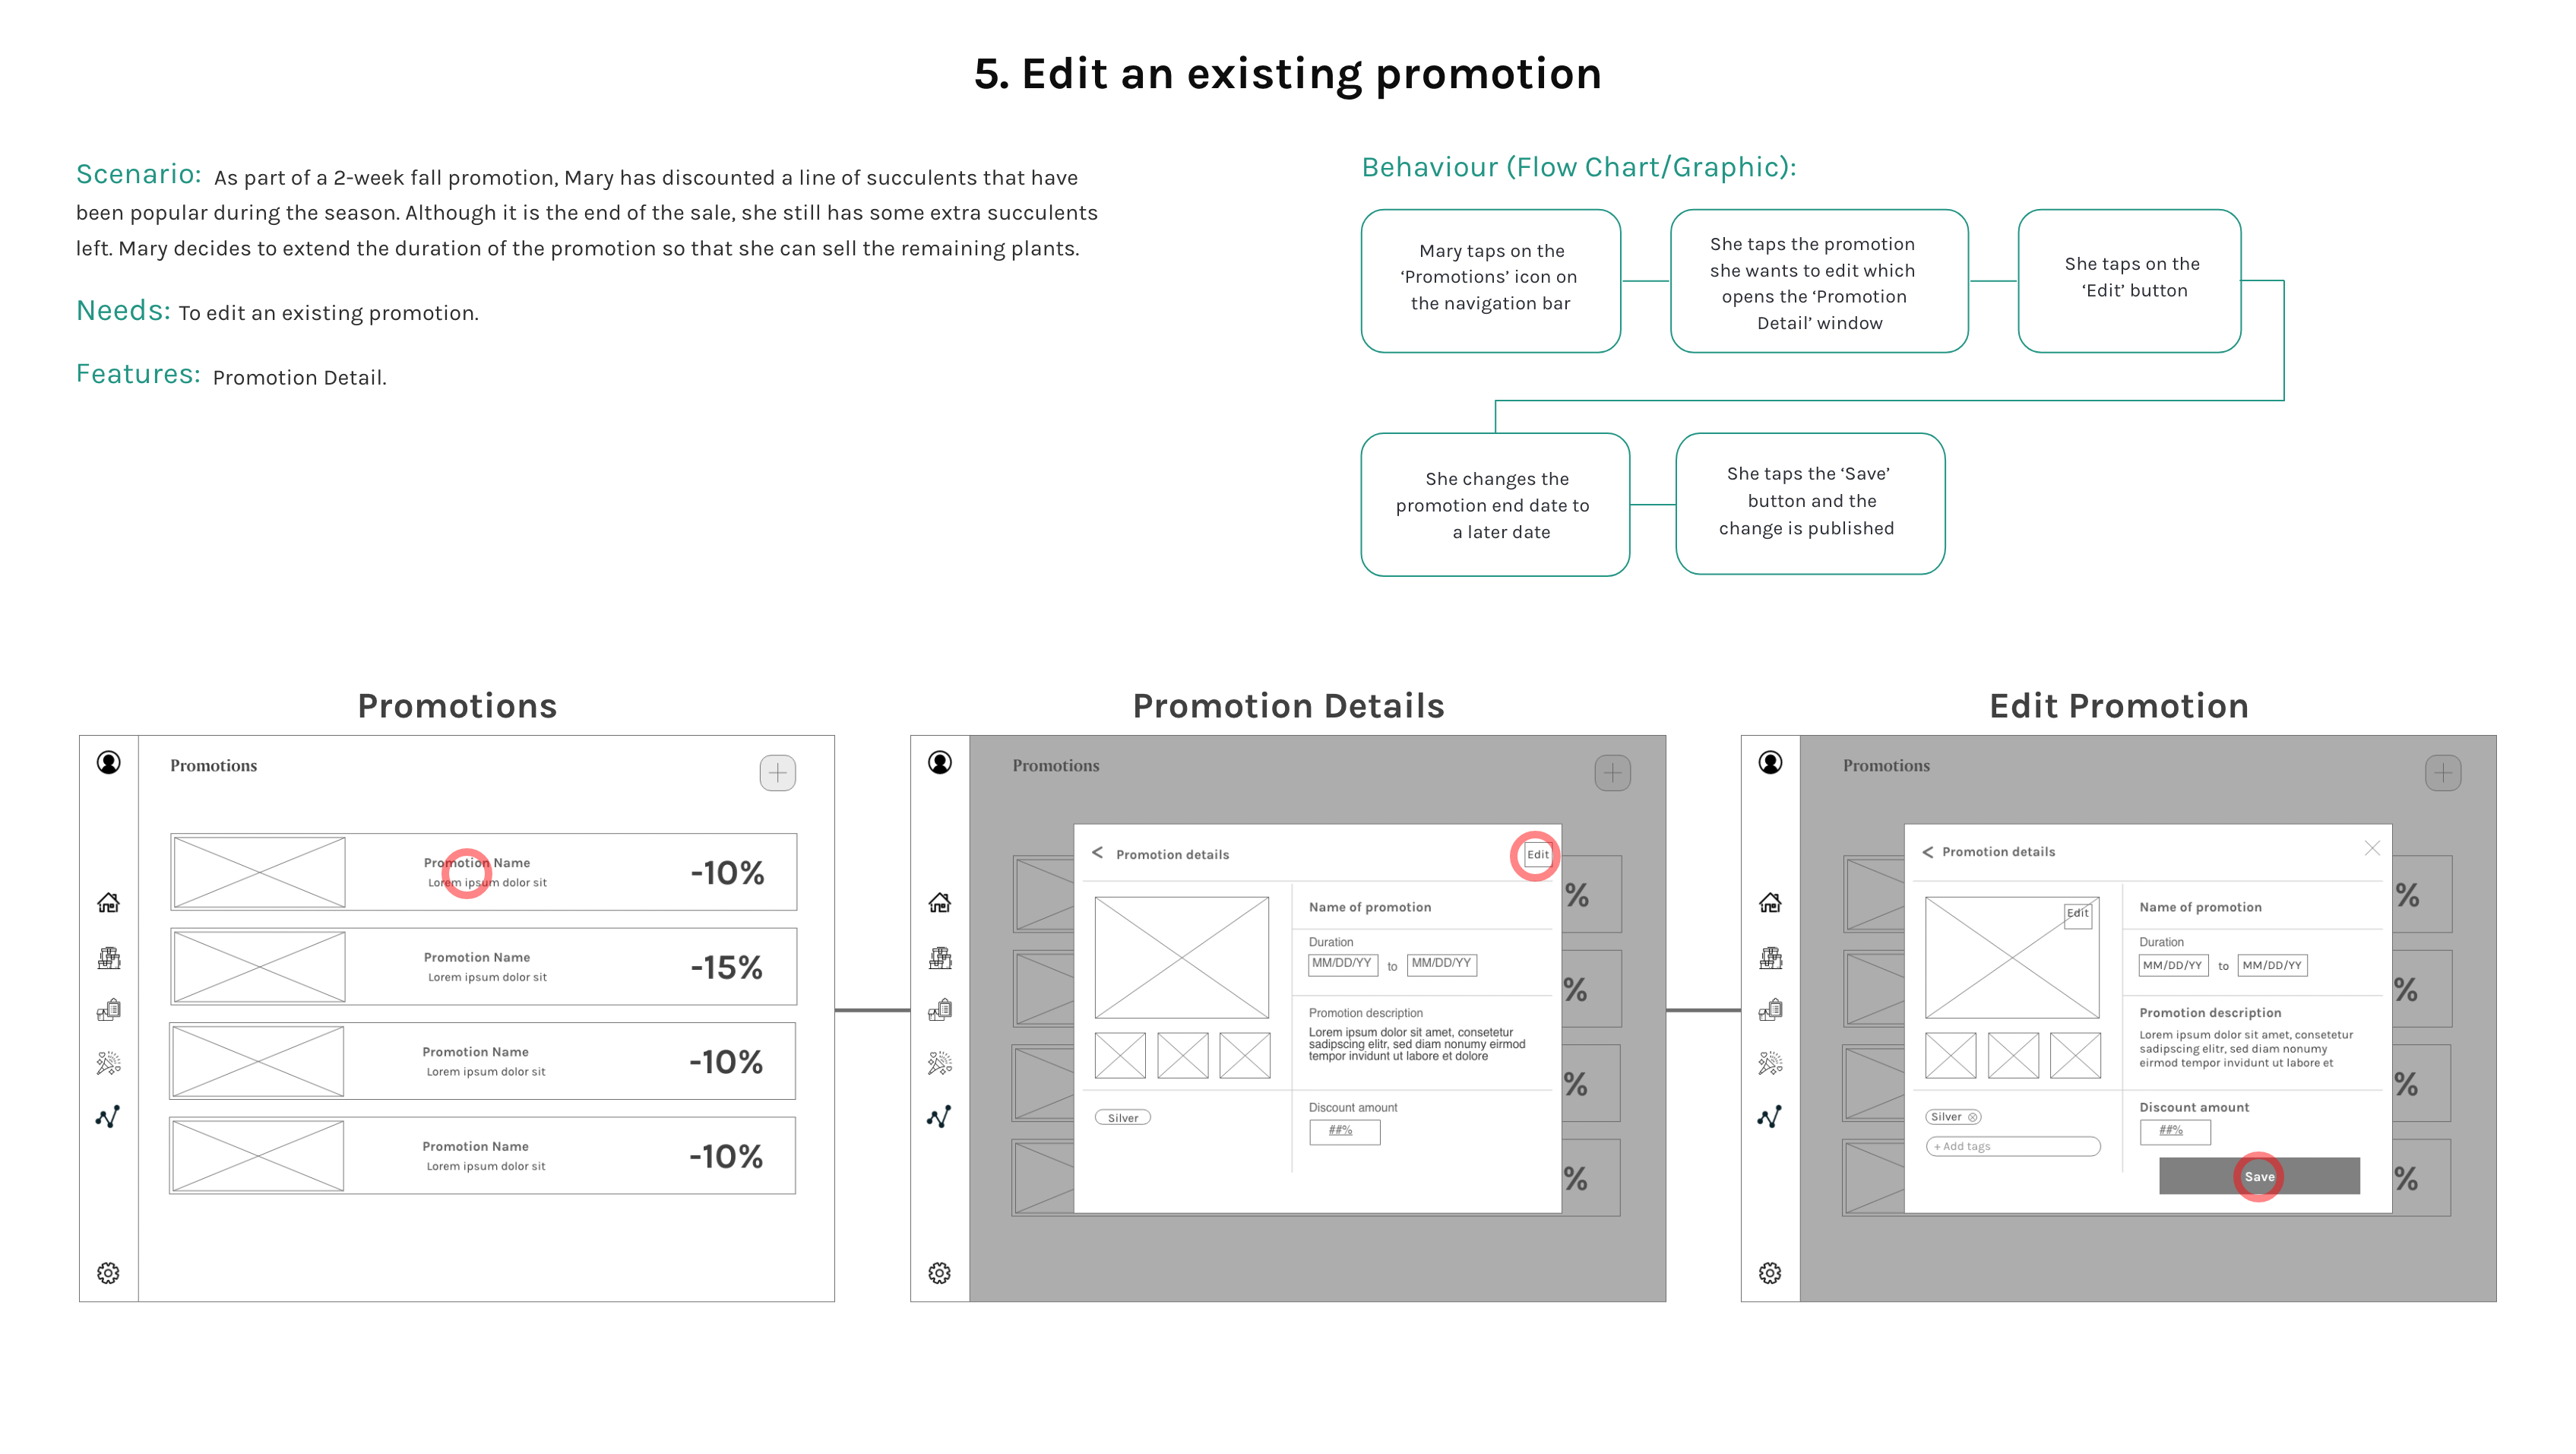 5. Edit an existing promotion
Scenario: As part of a 2-week fall promotion, Mary has discounted a line of succulents that have
been popular during the season. Although it is the end of the sale, she still has some extra succulents
left. Mary decides to extend the duration of the promotion so that she can sell the remaining plants.
Needs: To edit an existing promotion.
Features: Promotion Detail.
Behaviour (Flow Chart/Graphic):
Mary taps on the
‘Promotions’ icon on
the navigation bar
She taps the promotion
she wants to edit which
opens the ‘Promotion
Detail’ window
She taps on the
‘Edit’ button
She changes the
promotion end date to
a later date
She taps the ‘Save’
button and the
change is published
Promotions
Promotions
Promotion Name
Lorem ipsum dolor sit
-10%
Promotion Name
Lorem ipsum dolor sit
-15%
Promotion Name
Lorem ipsum dolor sit
-10%
Promotion Name
Lorem ipsum dolor sit
-10%
Promotion Details
Promotions
< Promotion details
Edit
Name of promotion
Duration
MM/DD/YY to MM/DD/YY
Promotion description
Lorem ipsum dolor sit amet, consetetur
sadipscing elitr, sed diam nonumy eirmod
tempor invidunt ut labore et dolore
Silver
Discount amount
##%
%
%
%
%
Edit Promotion
Promotions
< Promotion details
Edit
Name of promotion
Duration
MM/DD/YY to MM/DD/YY
Promotion description
Lorem ipsum dolor sit amet, consetetur
sadipscing elitr, sed diam nonumy
eirmod tempor invidunt ut labore et
Silver
+ Add tags
Discount amount
##%
Save
%
%
%
%